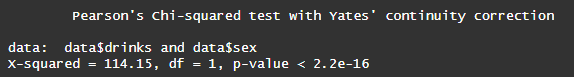 Pearson's Chi-squared test with Yates' continuity correction
data: data$drinks and data$sex
X-squared = 114.15, df = 1, p-value < 2.2e-16